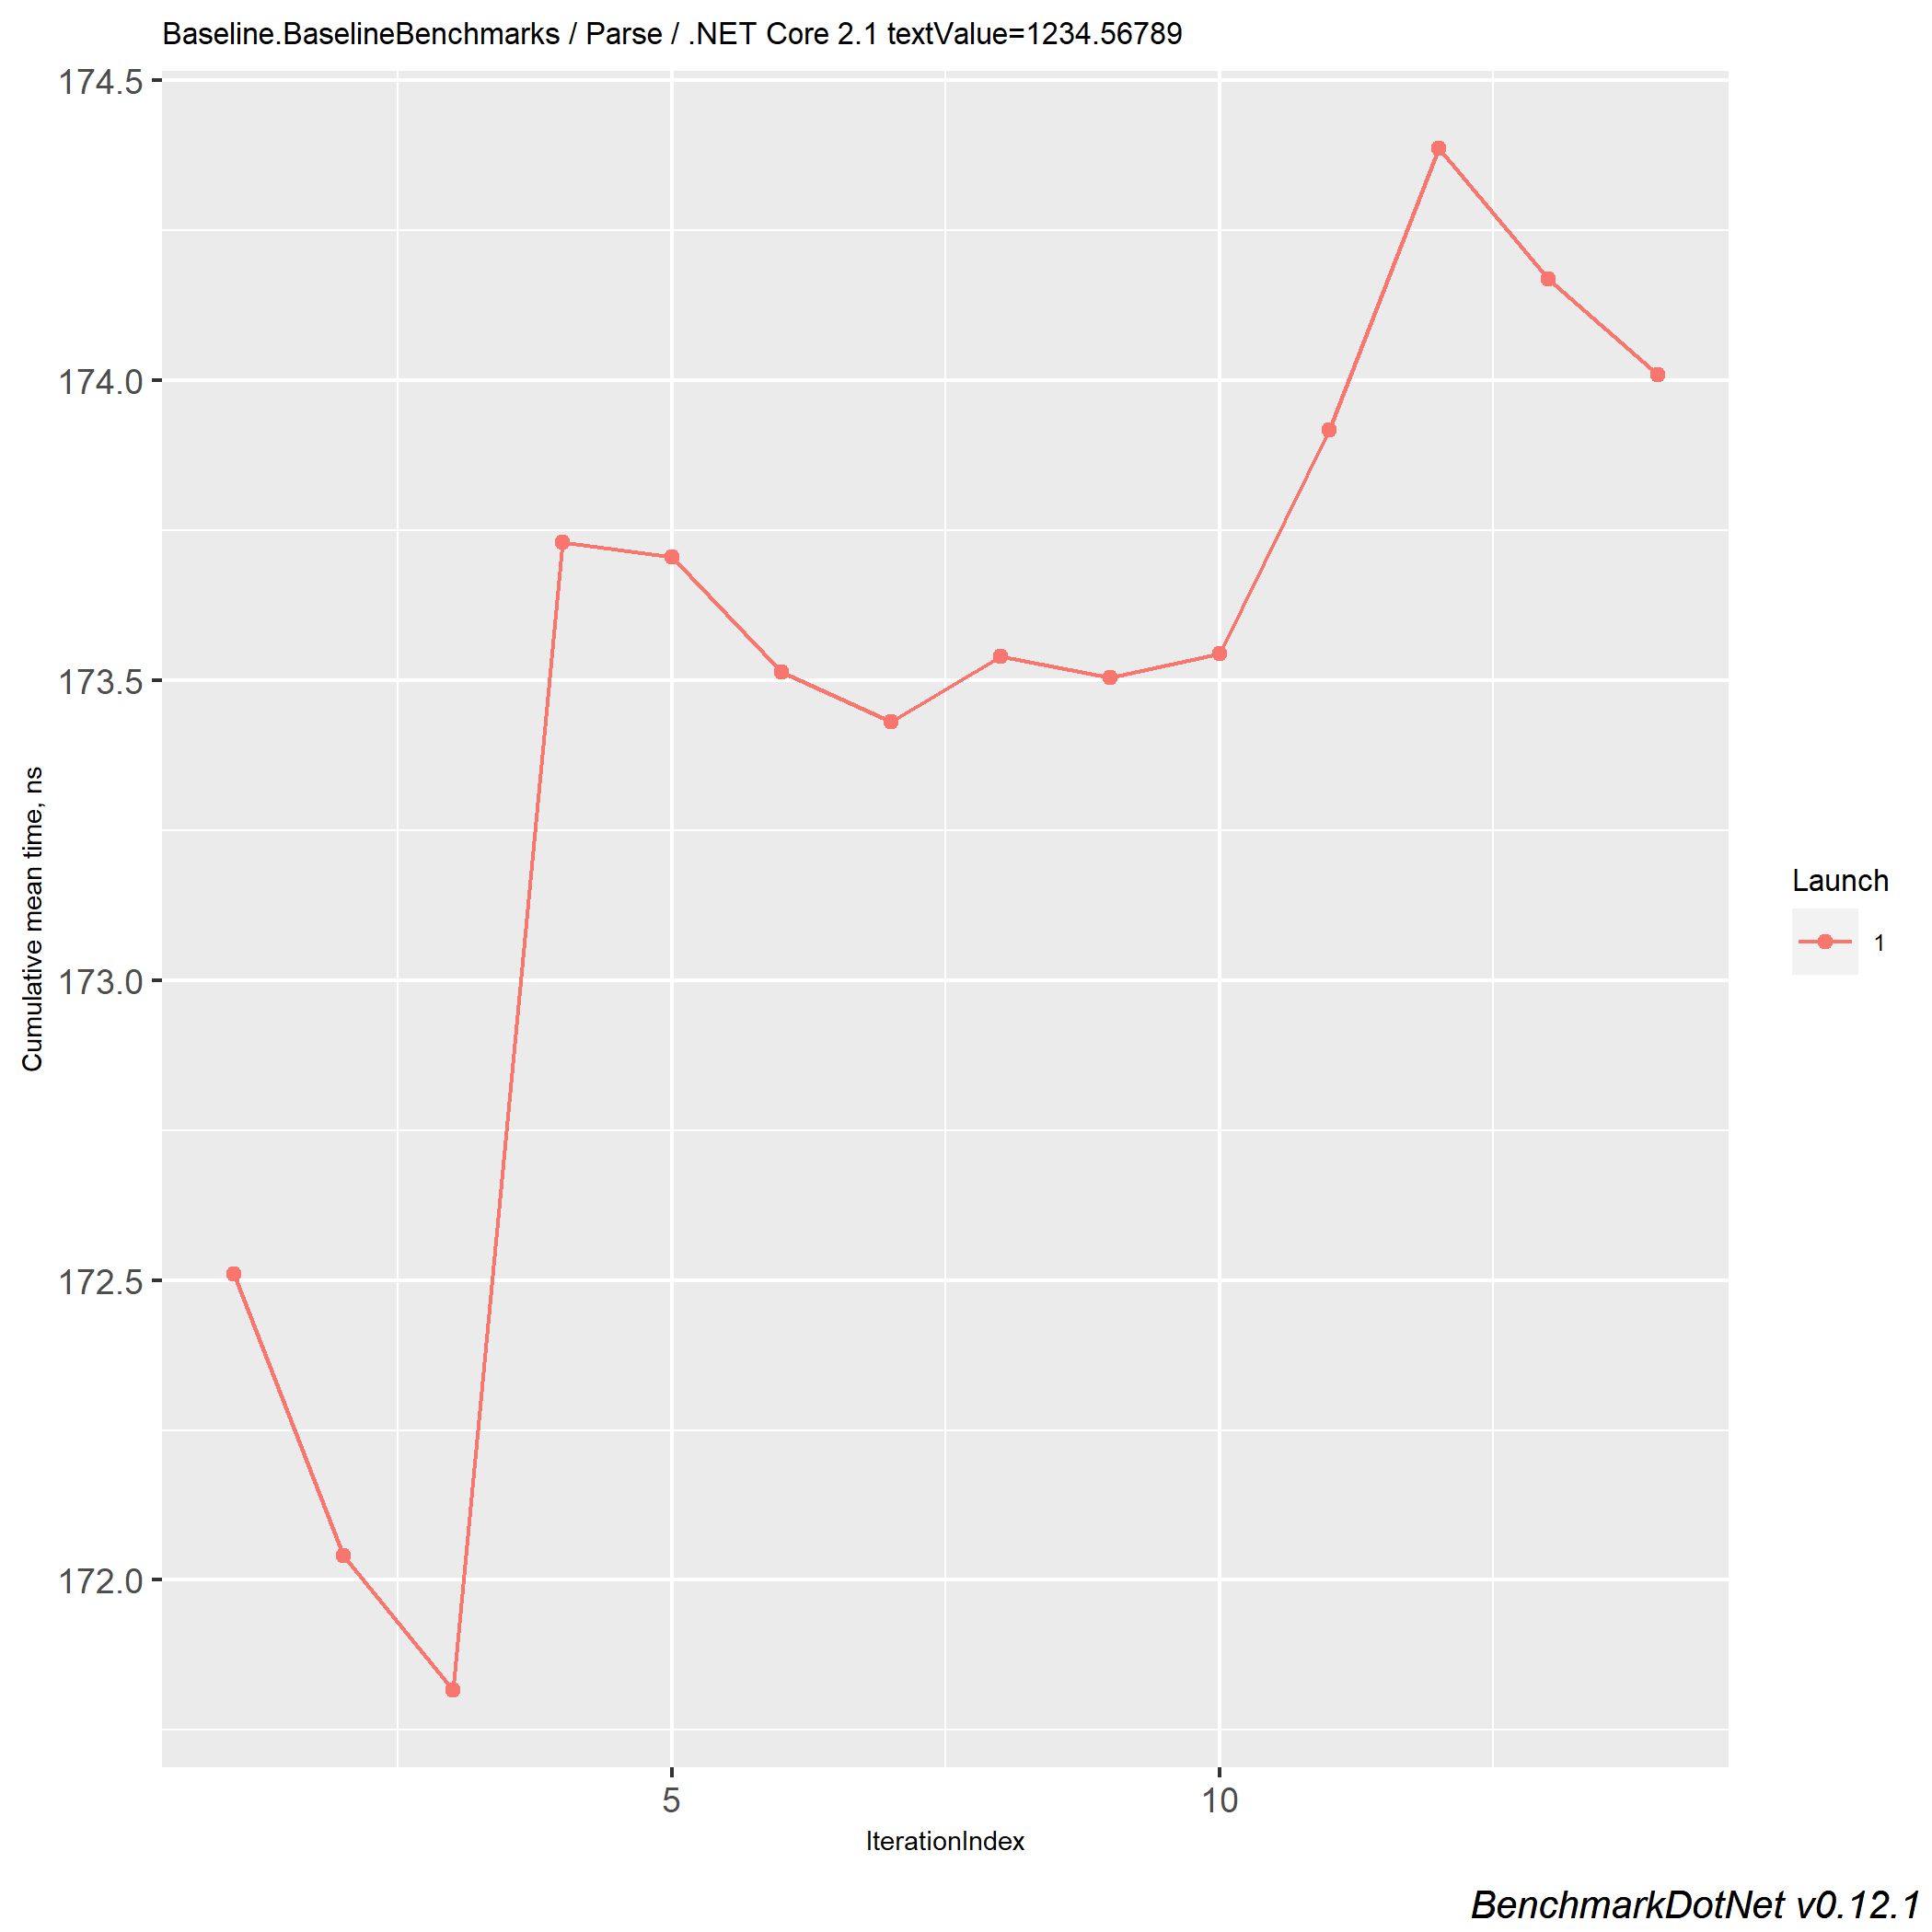 Baseline.BaselineBenchmarks / Parse / .NET Core 2.1 textValue=1234.56789
174.5
174.0
173.5
173.0
172.5
172.0
Cumulative mean time, ns
5
10
IterationIndex
Launch
1
BenchmarkDotNet v0.12.1